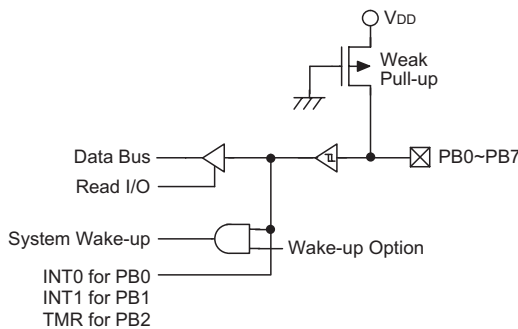 VDD
Weak
Pull-up
Data Bus
PB0~PB7
Read I/O
System Wake-up
Wake-up Option
INT0 for PB0
INT1 for PB1
TMR for PB2